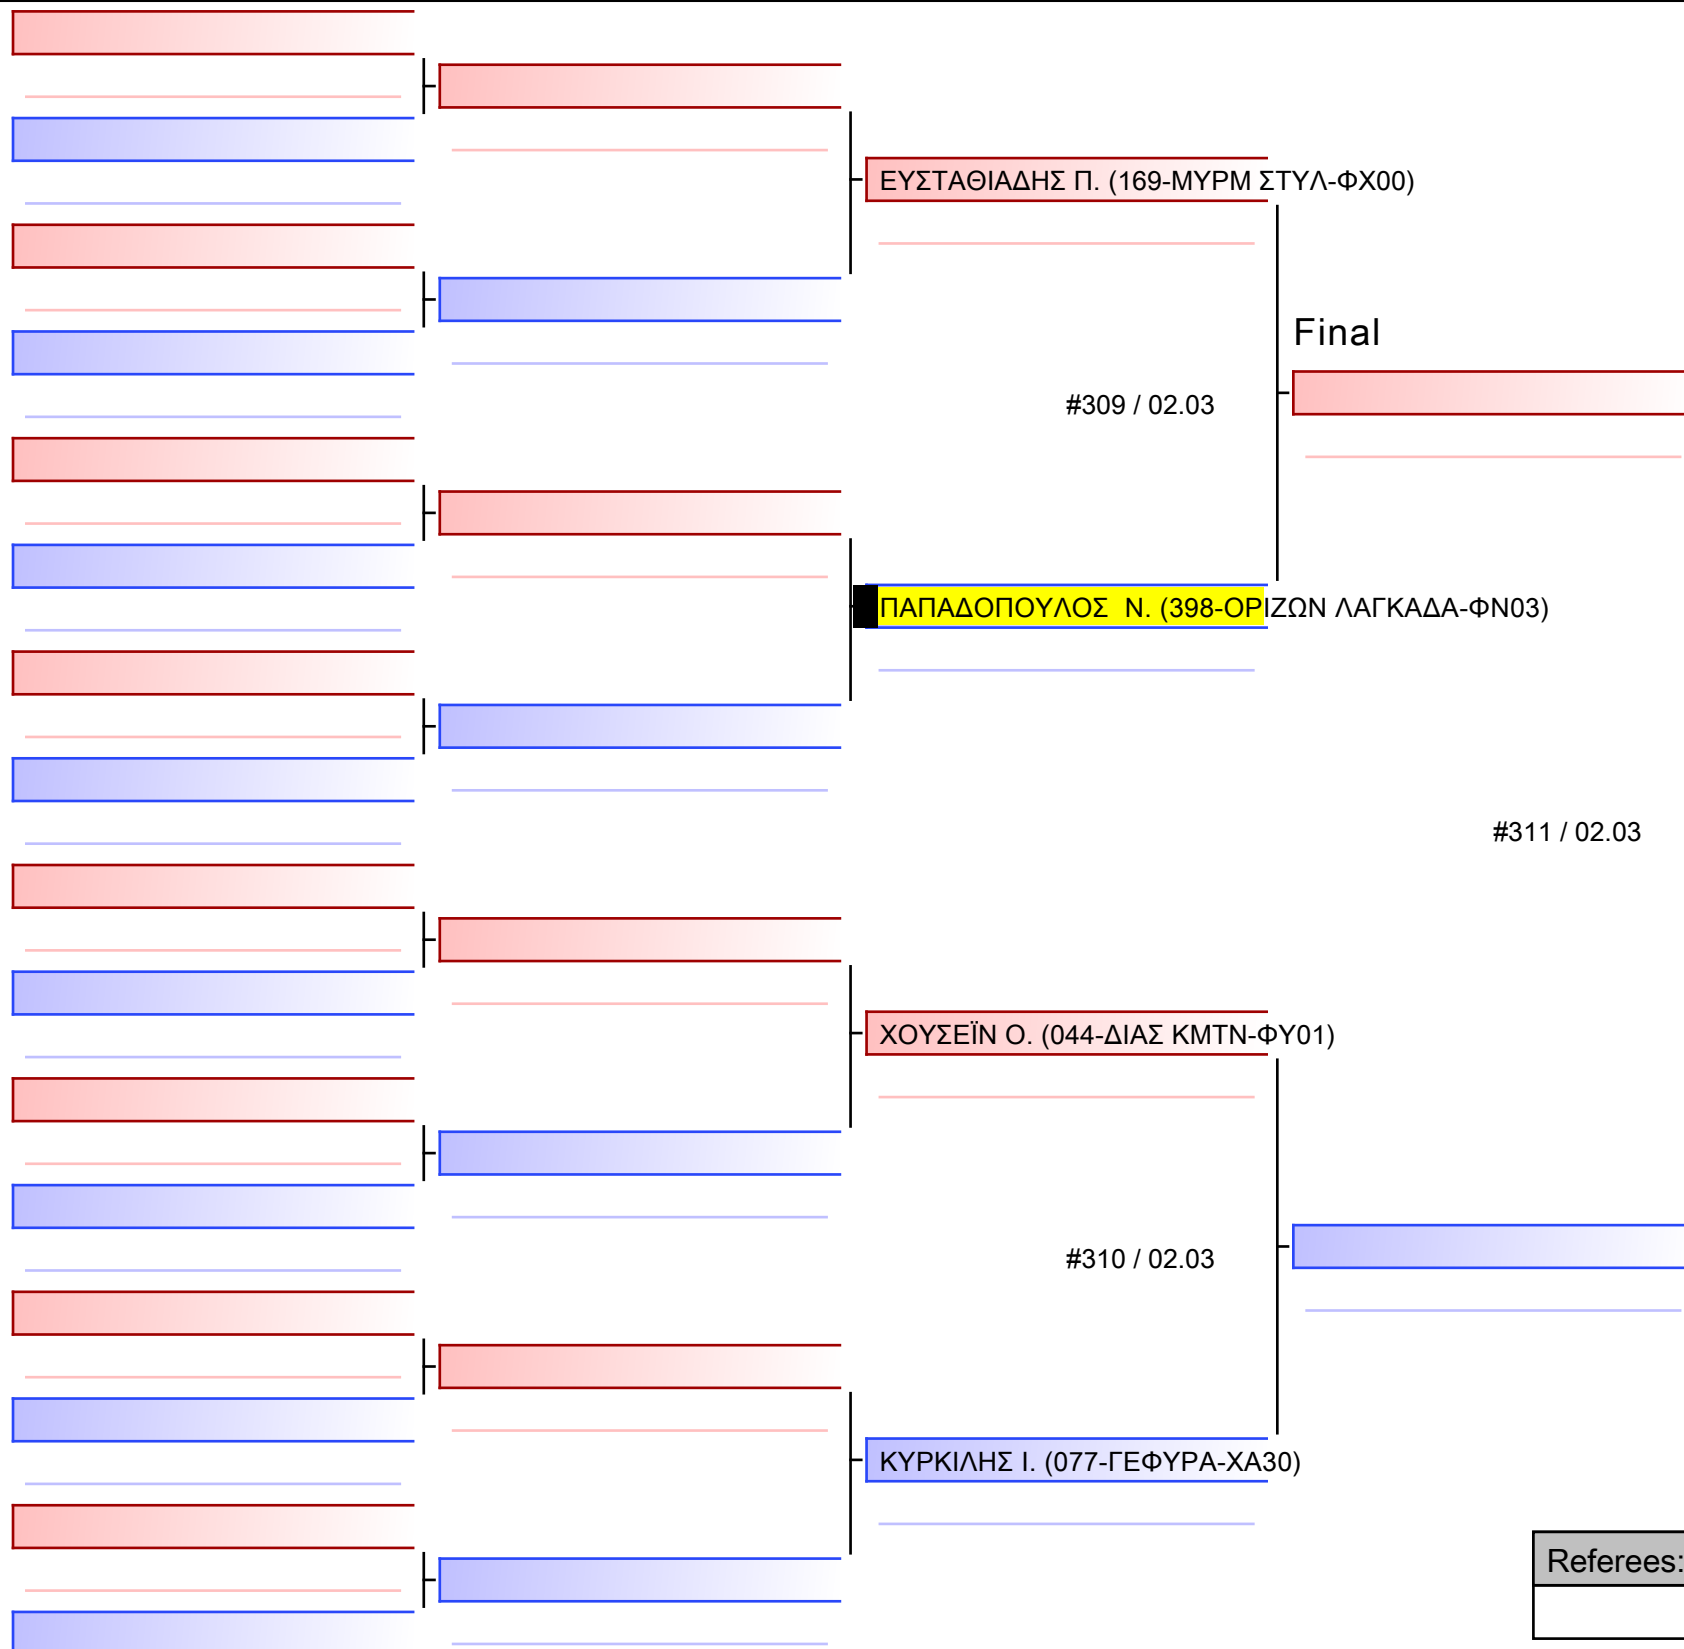 ΕΥΣΤΑΘΙΑΔΗΣ Π. (169-ΜΥΡΜ ΣΤΥΛ-ΦΧ00)
Final
#309 / 02.03
ΠΑΠΑΔΟΠΟΥΛΟΣ  Ν. (398-ΟΡΙΖΩΝ ΛΑΓΚΑΔΑ-ΦΝ03)
#311 / 02.03
ΧΟΥΣΕΪΝ Ο. (044-ΔΙΑΣ ΚΜΤΝ-ΦΥ01)
#310 / 02.03
ΚΥΡΚΙΛΗΣ Ι. (077-ΓΕΦΥΡΑ-ΧΑ30)
Referees: